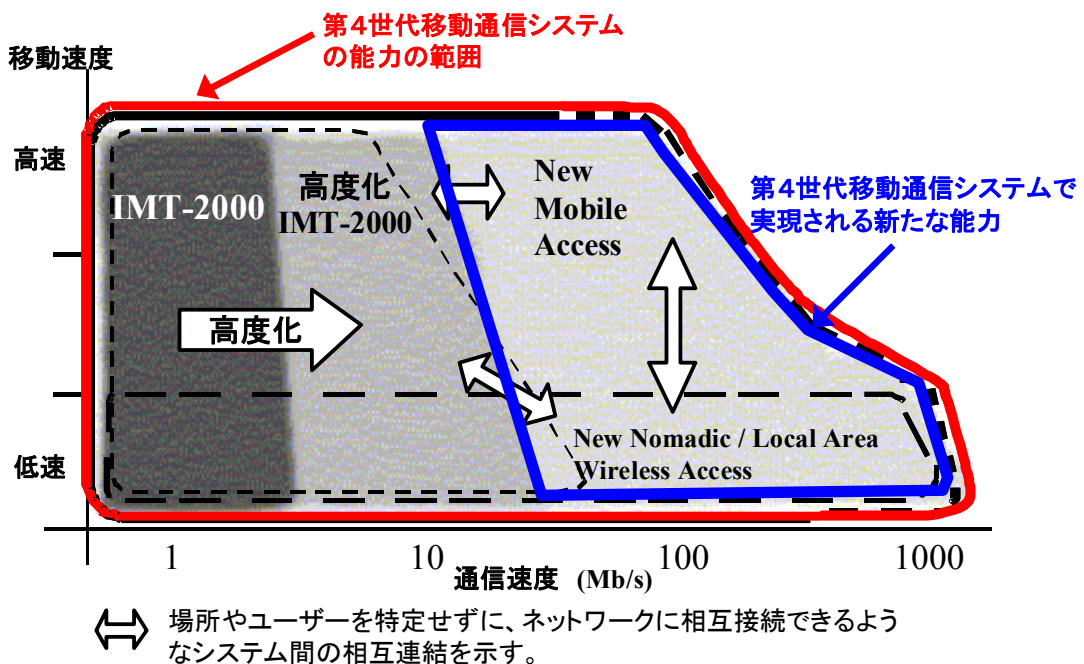 第4世代移動通信システム
の能力の範囲
移動速度
高速
低速
IMT-2000
高度化
IMT-2000
New
Mobile
Access
第4世代移動通信システムで
実現される新たな能力
高度化
New Nomadic / Local Area
Wireless Access
1
10
100
1000
通信速度 (Mb/s)
場所やユーザーを特定せずに、ネットワークに相互接続できるよう
なシステム間の相互連結を示す。